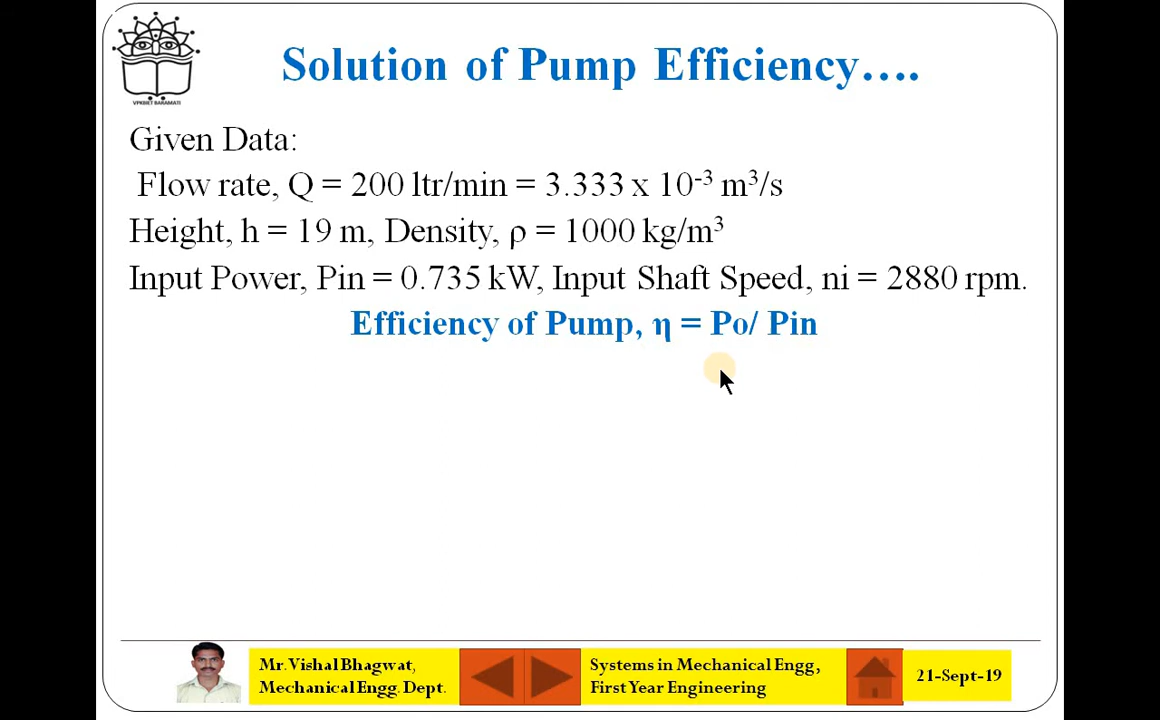 Solution of Pump Efficiency....
VPKBIET BARAMATI
Given Data:
Flow rate, Q = 200 ltr/min = 3.333 x 10⁻³ m³/s
Height, h = 19 m, Density, ρ = 1000 kg/m³
Input Power, Pin = 0.735 kW, Input Shaft Speed, ni = 2880 rpm.
Efficiency of Pump, η = Po/ Pin
Mr. Vishal Bhagwat,
Mechanical Engg. Dept.
Systems in Mechanical Engg,
First Year Engineering
21-Sept-19